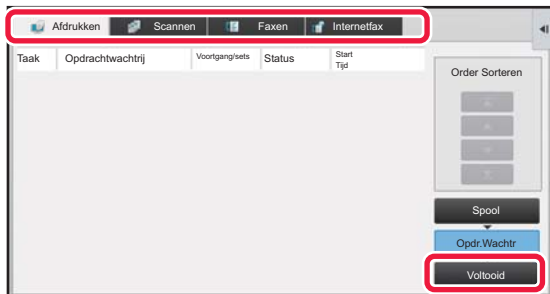 Afdrukken Scannen Faxen Internetfax
Taak Opdrachtwachtrij Voortgang/sets Status Start
Tijd
Order Sorteren
Spool
Opdr.Wachtr
Voltooid